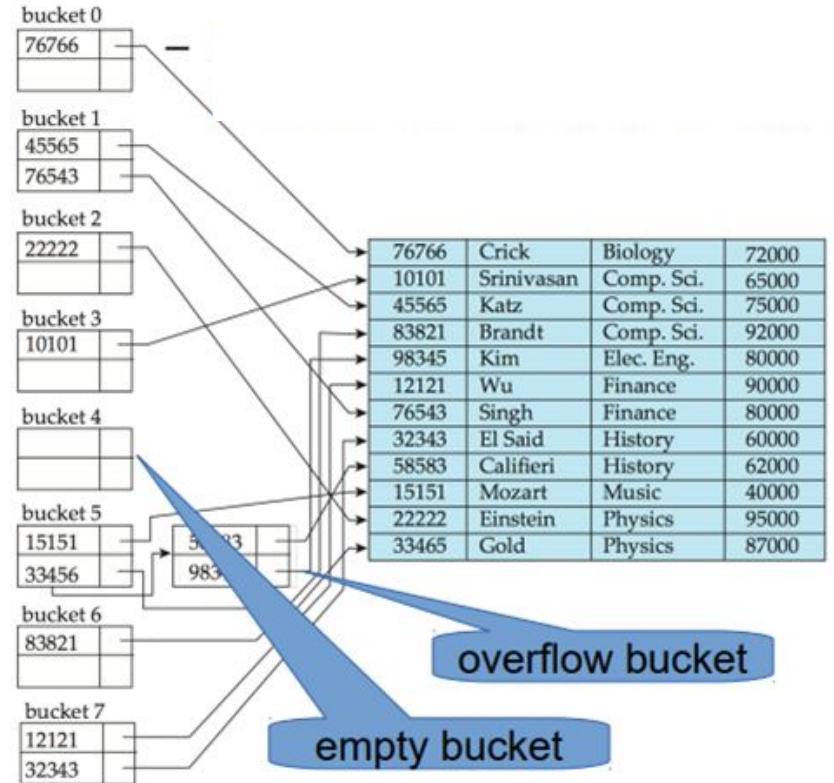 bucket 0
76766
bucket 1
45565
76543
bucket 2
22222
bucket 3
10101
bucket 4
bucket 5
15151
33456
bucket 6
83821
bucket 7
12121
32343
76766 Crick Biology 72000
10101 Srinivasan Comp. Sci. 65000
45565 Katz Comp. Sci. 75000
83821 Brandt Comp. Sci. 92000
98345 Kim Elec. Eng. 80000
12121 Wu Finance 90000
76543 Singh Finance 80000
32343 El Said History 60000
58583 Califieri History 62000
15151 Mozart Music 40000
22222 Einstein Physics 95000
33465 Gold Physics 87000
overflow bucket
empty bucket